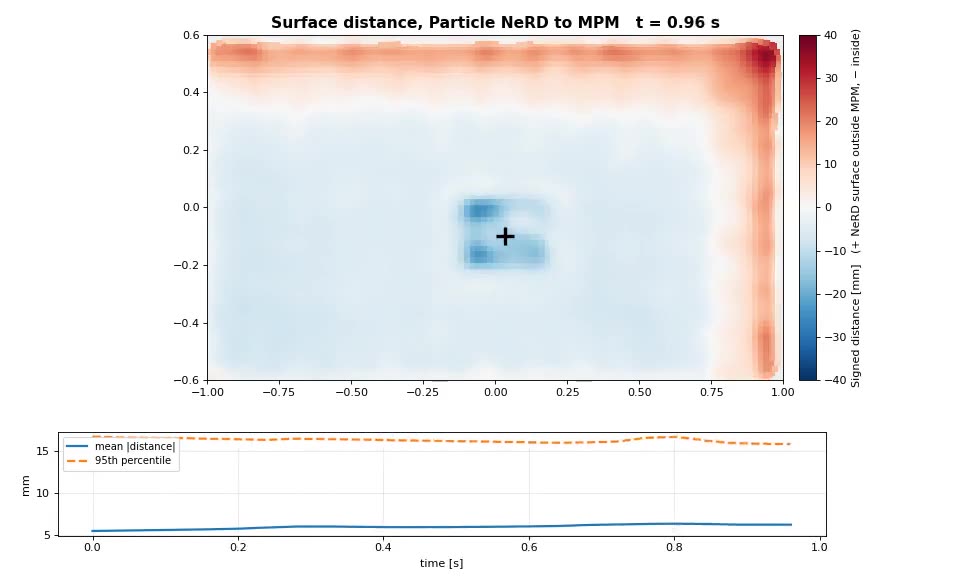 Surface distance, Particle NeRD to MPM t = 0.96 s
0.6
0.4
0.2
0.0
−0.2
−0.4
−0.6
−1.00 −0.75 −0.50 −0.25 0.00 0.25 0.50 0.75 1.00
40
30
20
10
0
−10
−20
−30
−40
Signed distance [mm] (+ NeRD surface outside MPM, − inside)
mean |distance|
95th percentile
15
10
5
mm
0.0 0.2 0.4 0.6 0.8 1.0
time [s]